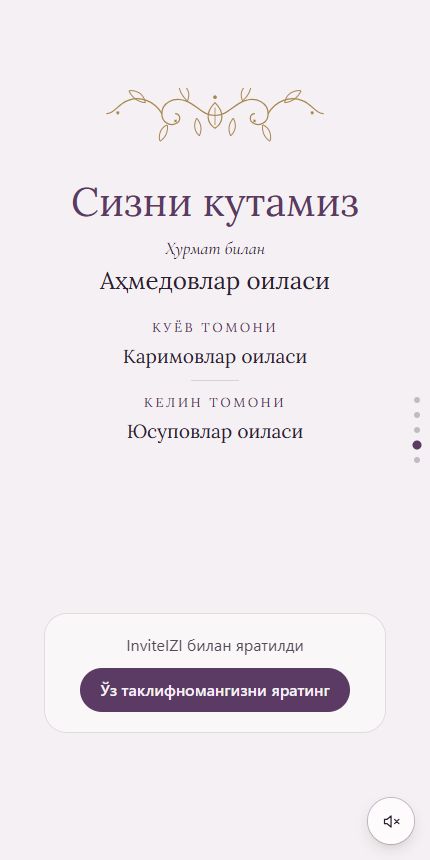 Сизни кутамиз
Хурмат билан
Аҳмедовлар оиласи
КУЁВ ТОМОНИ
Каримовлар оиласи
КЕЛИН ТОМОНИ
Юсуповлар оиласи
InviteIZI билан яратилди
Ўз таклифномангизни яратинг